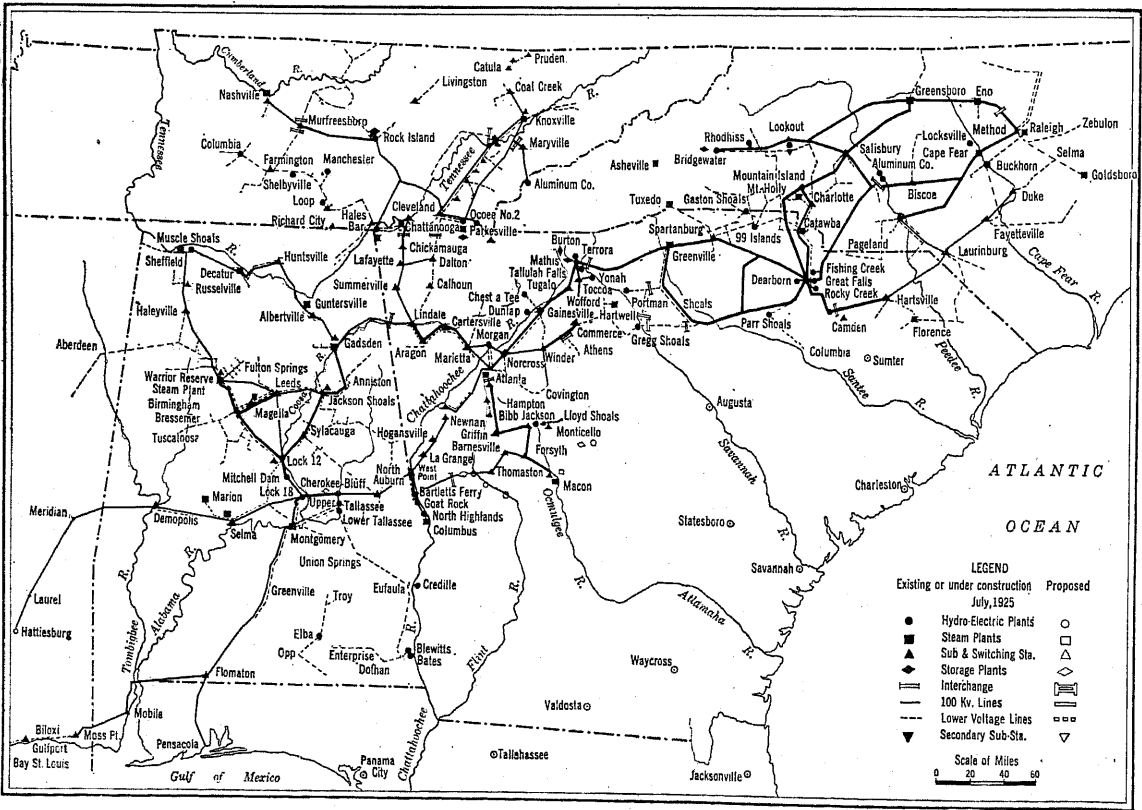 Cumberland
R.
Nashville
Catula
Pruden
Livingston
Coal Creek
R.
Knoxville
Murfreesboro
Rock Island
Tennessee
Columbia
Farmington
Manchester
Shelbyville
Loop
Richard City
Hales
Bar
Tennessee
Maryville
Aluminum Co.
Cleveland
Ocoee No.2
Chattanooga
Parkesville
Chickamauga
Lafayette
Dalton
Summerville
Calhoun
Asheville
Rhodhiss
Lookout
Bridgewater
Greensboro
Eno
Method
Raleigh
Zebulon
Locksville
Cape Fear
Buckhorn
Selma
Goldsboro
Salisbury
Aluminum Co.
Biscoe
Duke
Fayetteville
Mountain Island
Mt. Holly
Charlotte
Tuxedo
Gaston Shoals
Catawba
Spartanburg
99 Islands
Pageland
Laurinburg
Cape Fear
R.
Greenville
Dearborn
Fishing Creek
Great Falls
Rocky Creek
Hartsville
Camden
Florence
Parr Shoals
Columbia
Sumter
Peedee
R.
Santee
R.
Muscle Shoals
Sheffield
R.
Decatur
Huntsville
Russelville
Guntersville
Haleyville
Albertville
Gadsden
Burton
Terrora
Mathis
Tallulah Falls
Tugalo
Yonah
Toccoa
Chest a Tee
Dunlap
Wofford
Portman
Shoals
Hartwell
Gregg Shoals
Gainesville
Commerce
Athens
Winder
Lindale
Cartersville
Morgan
R.
Aragon
Marietta
Norcross
Covington
Aberdeen
Fulton Springs
Warrior Reserve
Steam Plant
Leeds
Anniston
R.
Birmingham
Bressemer
Magella
Coosa
Jackson Shoals
Tuscaloosa
Sylacauga
Chattahoochee
Atlanta
Hampton
Bibb
Jackson
Lloyd Shoals
Monticello
Newnan
Griffin
Hogansville
Barnesville
Forsyth
La Grange
Thomaston
Macon
Augusta
Savannah
R.
Lock 12
Mitchell Dam
Lock 18
Cherokee Bluff
North
Auburn
West
Point
Bartletts Ferry
Goat Rock
North Highlands
Columbus
Marion
Upper
Tallassee
Lower Tallassee
Meridian
Demopolis
Selma
R.
Montgomery
Union Springs
Ocmulgee
R.
Statesboro
Savannah
Charleston
ATLANTIC
OCEAN
Laurel
Hattiesburg
R.
Tombigbee
Alabama
Greenville
Troy
Eufaula
Credille
R.
Elba
Opp
Enterprise
Dothan
Blewitts
Bates
R.
Flint
Altamaha
R.
Waycross
Valdosta
Flomaton
Mobila
Biloxi
Moss Pt.
Gulfport
Bay St. Louis
Pensacola
Gulf of Mexico
Panama
City
Chattahoochee
Tallahassee
Jacksonville
LEGEND
Existing or under construction Proposed
July, 1925
Hydro-Electric Plants
Steam Plants
Sub & Switching Sta.
Storage Plants
Interchange
100 Kv. Lines
Lower Voltage Lines
Secondary Sub-Sta.
Scale of Miles
0 20 40 60